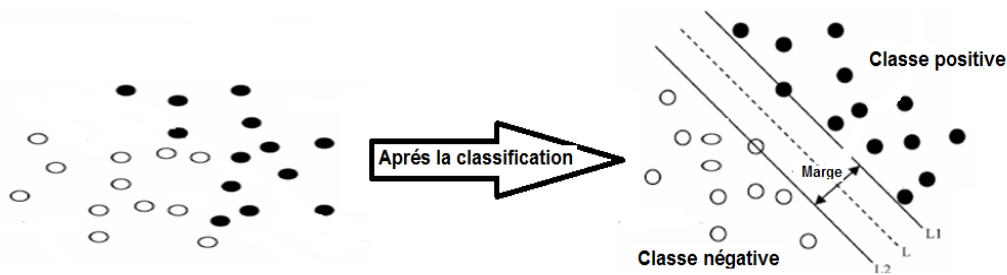 Aprés la classification
Classe positive
Marge
Classe négative
L1
L
L2